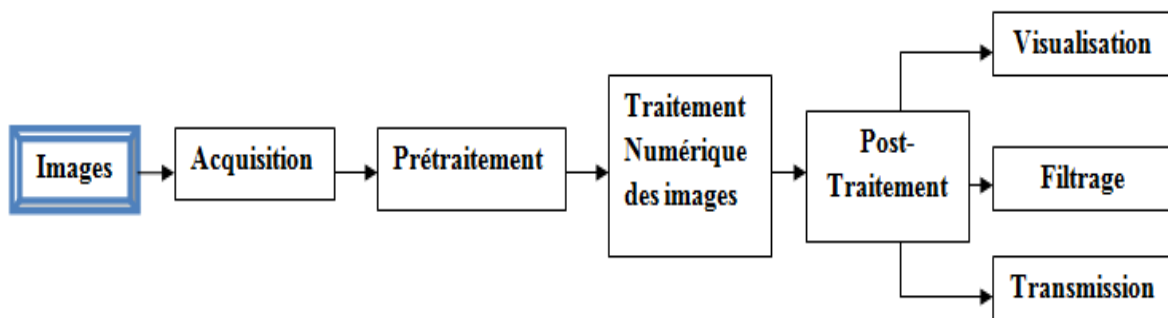 Images
Acquisition
Prétraitement
Traitement
Numérique
des images
Post-
Traitement
Visualisation
Filtrage
Transmission